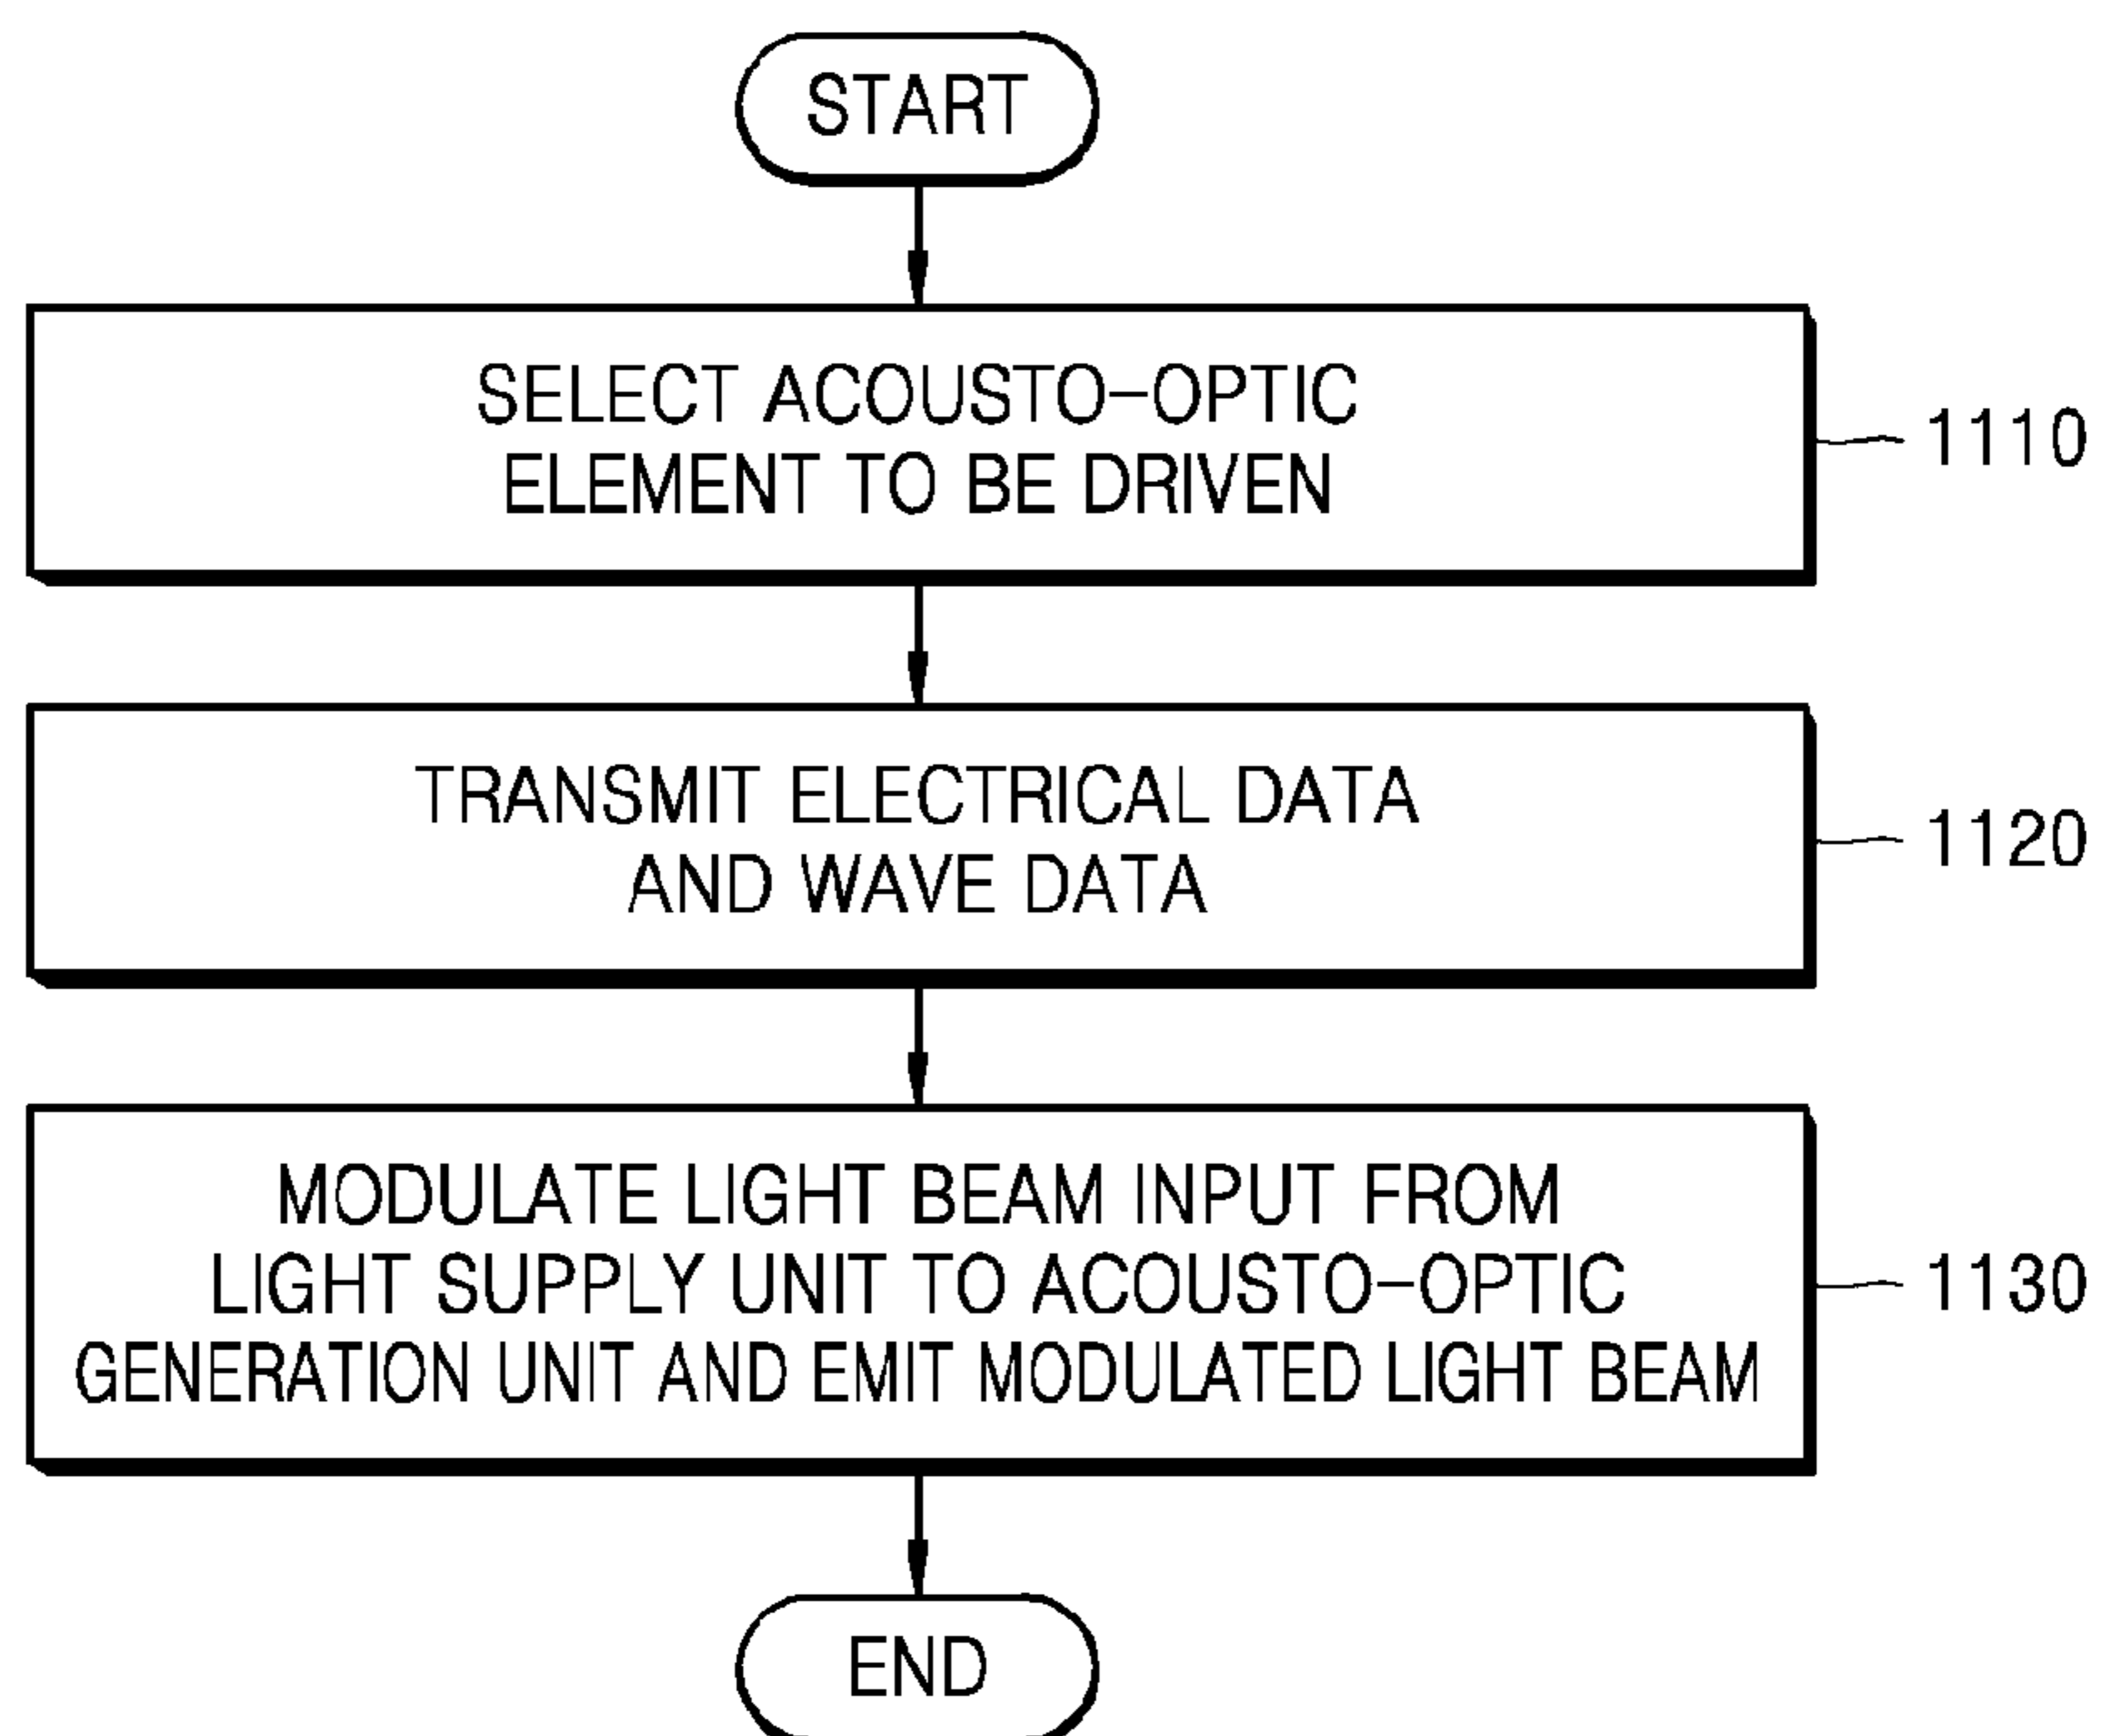 START
SELECT ACOUSTO-OPTIC
ELEMENT TO BE DRIVEN
1110
TRANSMIT ELECTRICAL DATA
AND WAVE DATA
1120
MODULATE LIGHT BEAM INPUT FROM
LIGHT SUPPLY UNIT TO ACOUSTO-OPTIC
GENERATION UNIT AND EMIT MODULATED LIGHT BEAM
1130
END